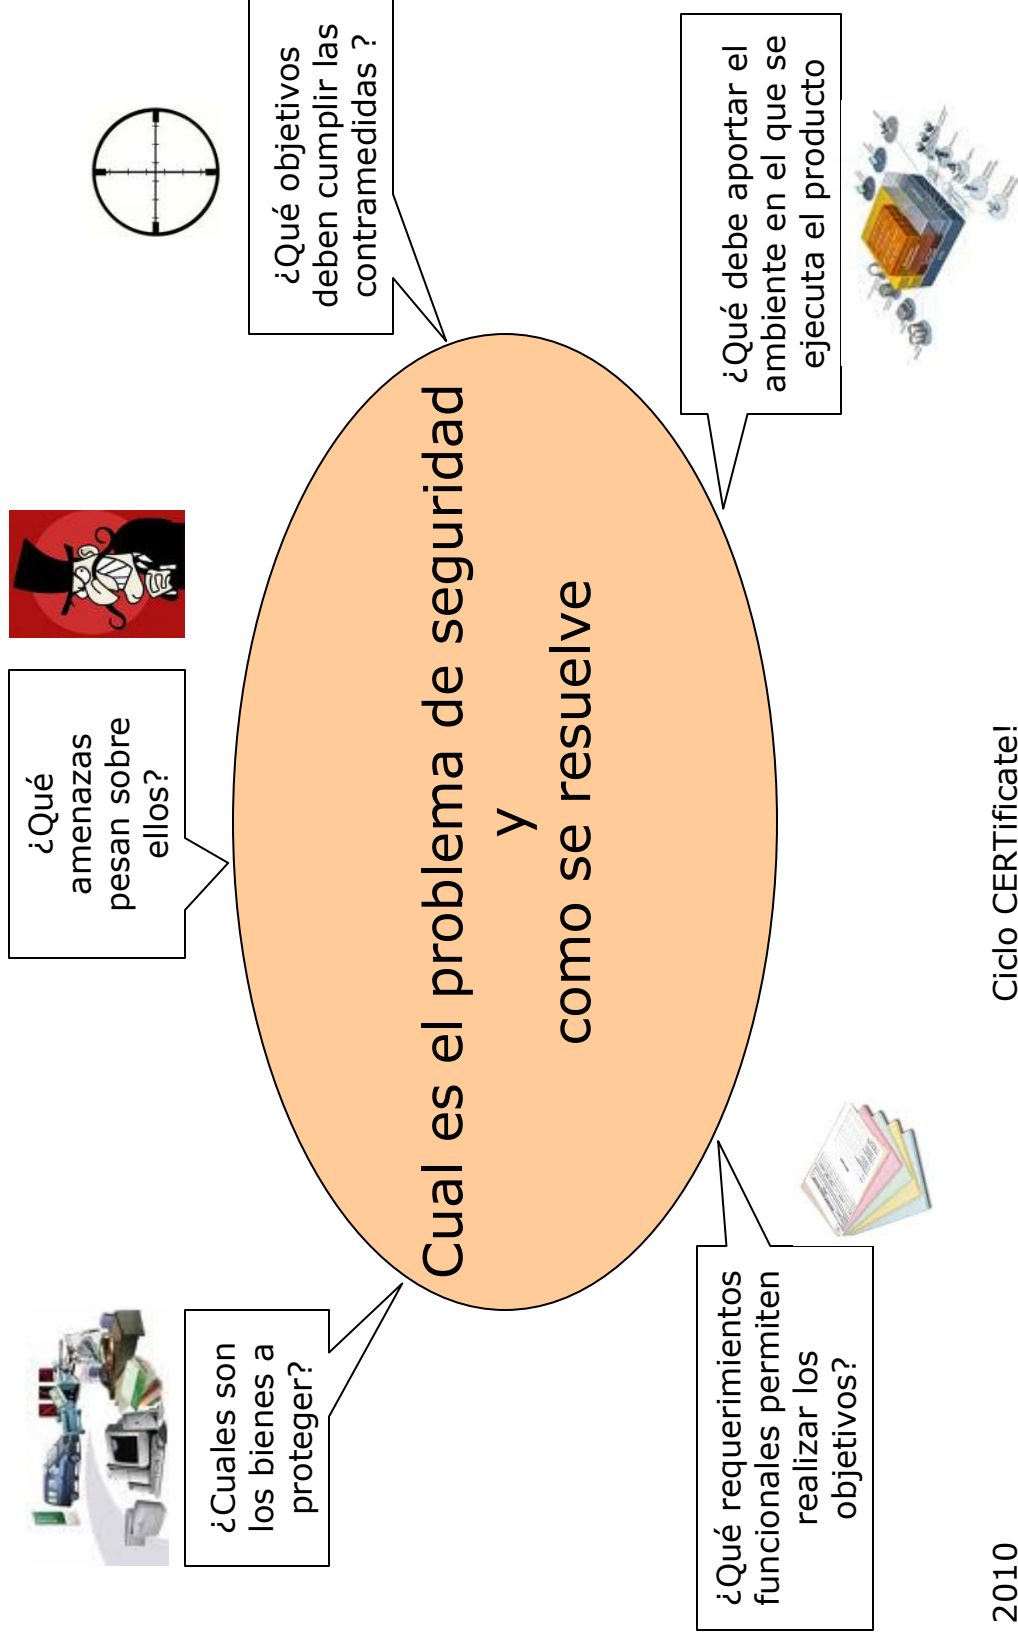 ¿Cuales son
los bienes a
proteger?
¿Qué
amenazas
pesan sobre
ellos?
¿Qué objetivos
deben cumplir las
contramedidas ?
Cual es el problema de seguridad
y
como se resuelve
¿Qué requerimientos
funcionales permiten
realizar los
objetivos?
¿Qué debe aportar el
ambiente en el que se
ejecuta el producto
2010
Ciclo CERTificate!